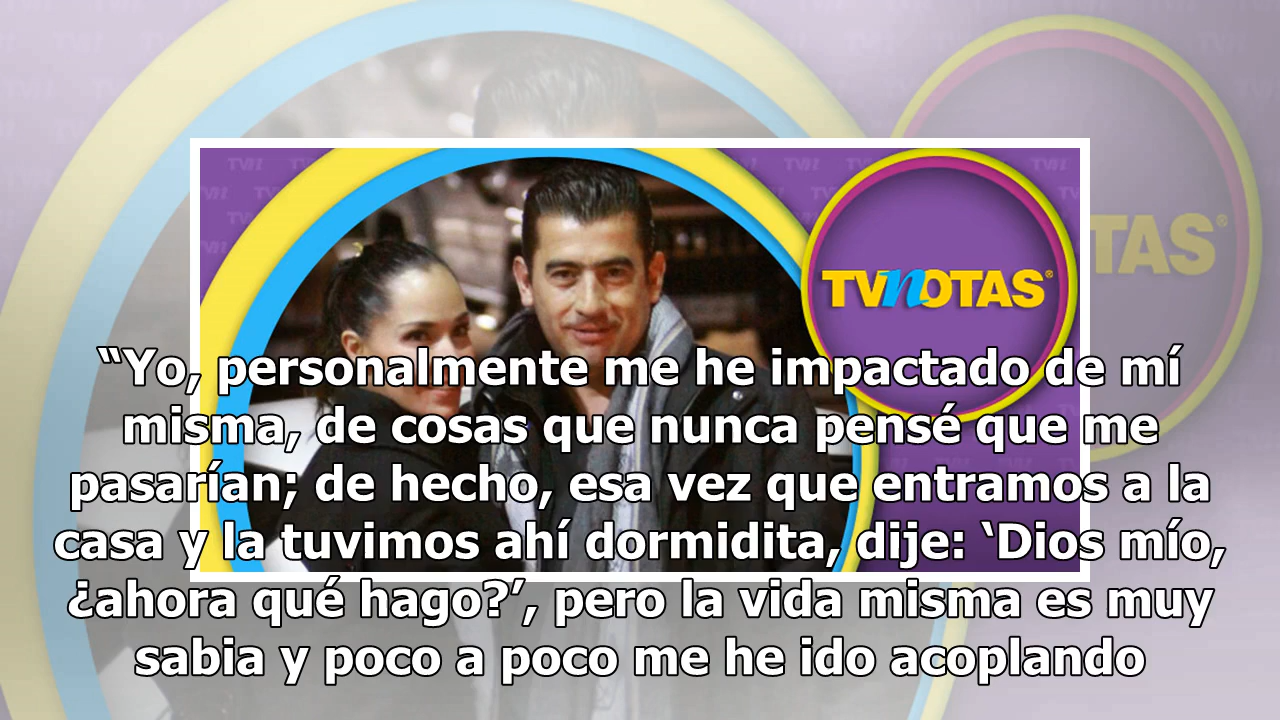 TVnOTAS®
TAS®
“Yo, personalmente me he impactado de mí
misma, de cosas que nunca pensé que me
pasarían; de hecho, esa vez que entramos a la
casa y la tuvimos ahí dormidita, dije: ‘Dios mío,
¿ahora qué hago?’, pero la vida misma es muy
sabia y poco a poco me he ido acoplando